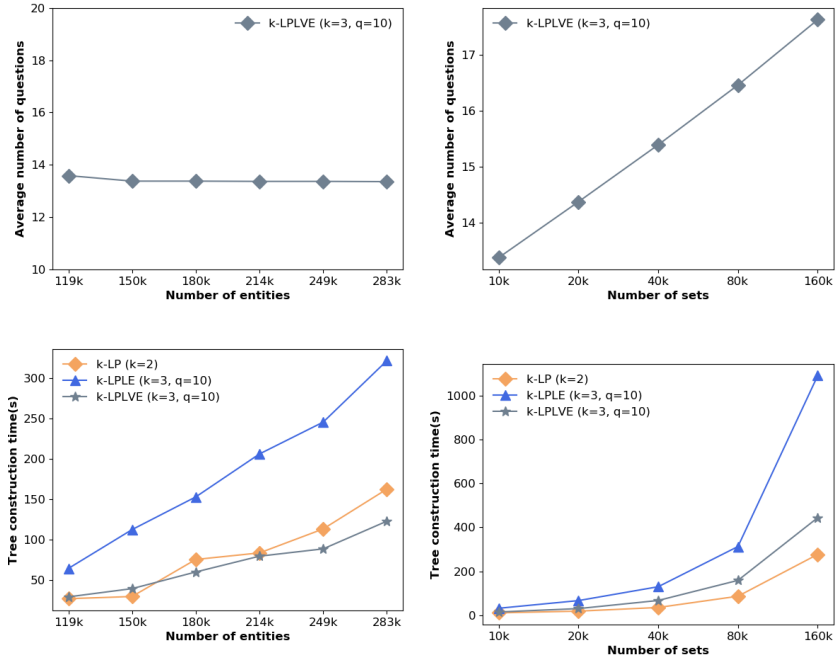 20
18
16
14
12
10
Average number of questions
k-LPLVE (k=3, q=10)
119k 150k 180k 214k 249k 283k
Number of entities
17
16
15
14
Average number of questions
k-LPLVE (k=3, q=10)
10k 20k 40k 80k 160k
Number of sets
300
250
200
150
100
50
Tree construction time(s)
k-LP (k=2)
k-LPLE (k=3, q=10)
k-LPLVE (k=3, q=10)
119k 150k 180k 214k 249k 283k
Number of entities
1000
800
600
400
200
0
Tree construction time(s)
k-LP (k=2)
k-LPLE (k=3, q=10)
k-LPLVE (k=3, q=10)
10k 20k 40k 80k 160k
Number of sets